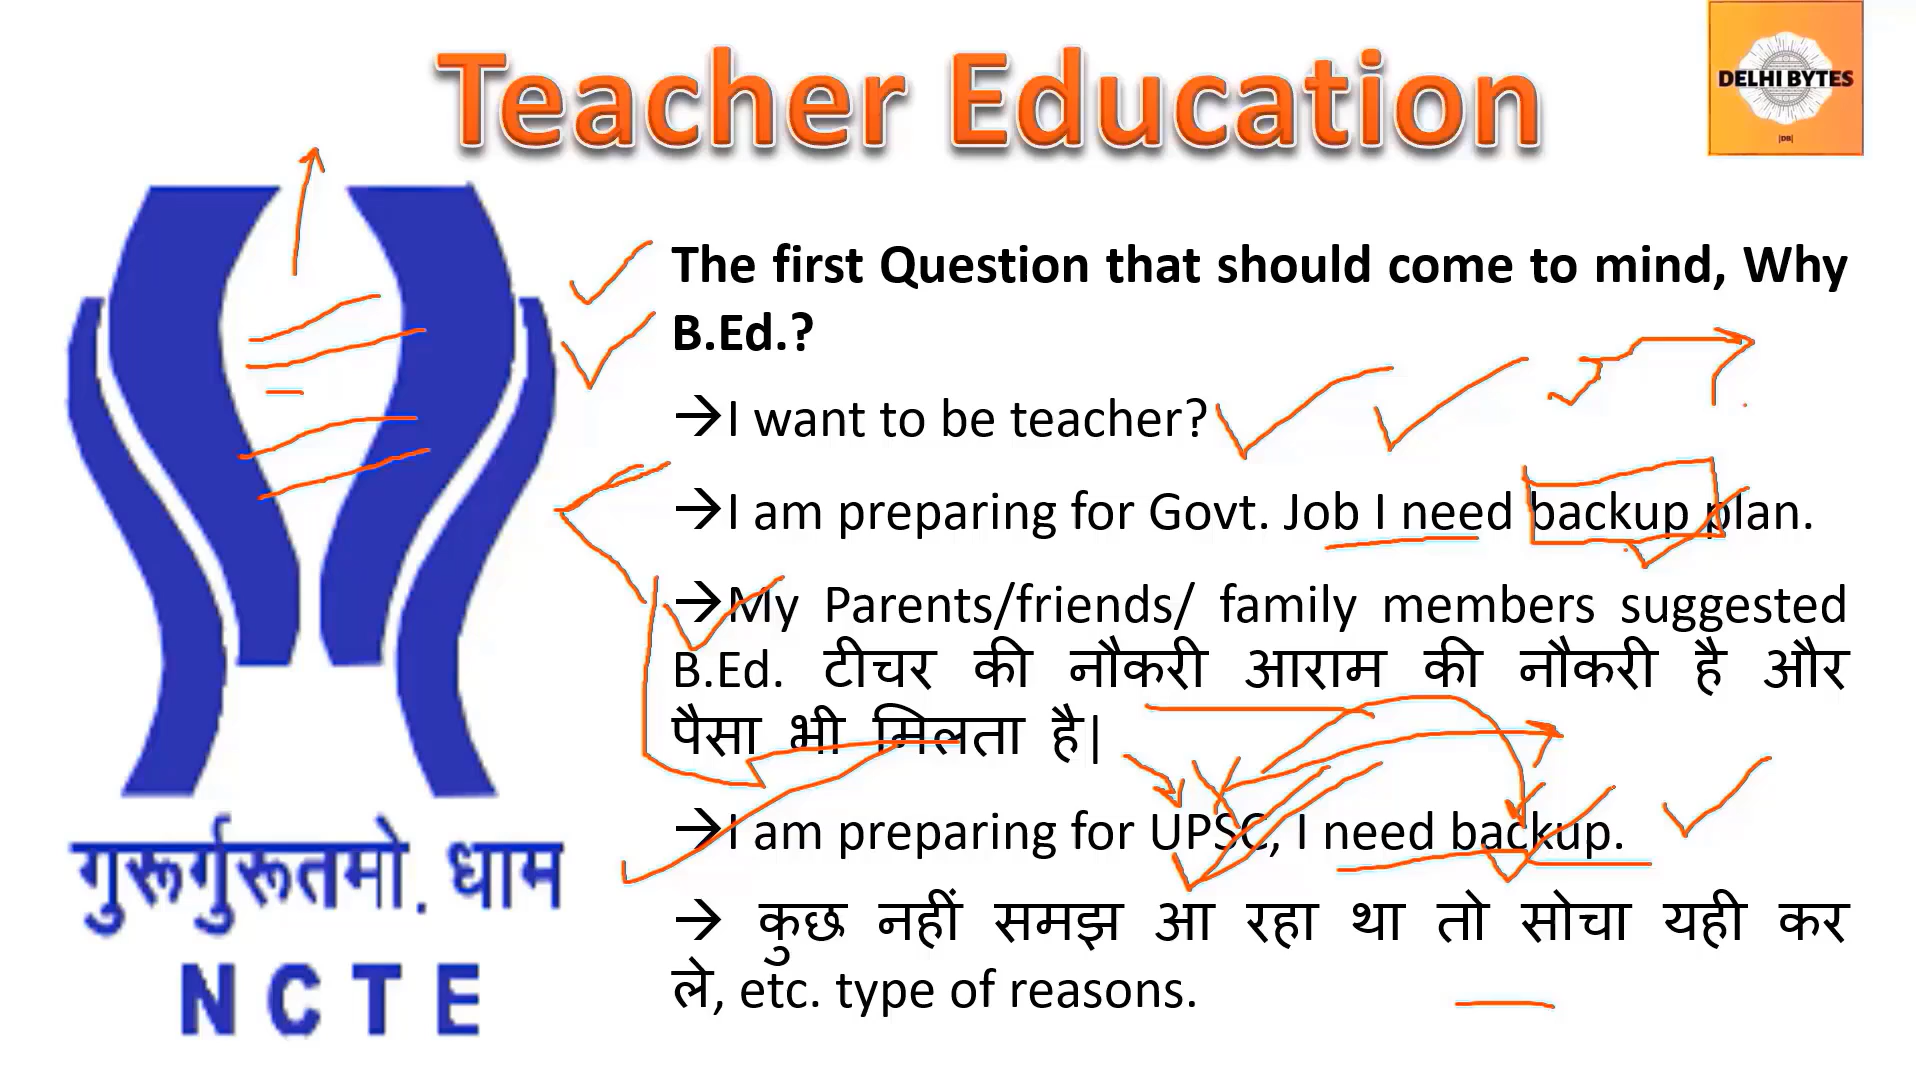 Teacher Education
DELHI BYTES
|DB|
The first Question that should come to mind, Why
B.Ed.?
→I want to be teacher?
→I am preparing for Govt. Job I need backup plan.
→My Parents/friends/ family members suggested
B.Ed. टीचर की नौकरी आराम की नौकरी है और
पैसा भी मिलता है|
→I am preparing for UPSC, I need backup.
→ कुछ नहीं समझ आ रहा था तो सोचा यही कर
ले, etc. type of reasons.
गुरूर्गुरूतमो. धाम
NCTE